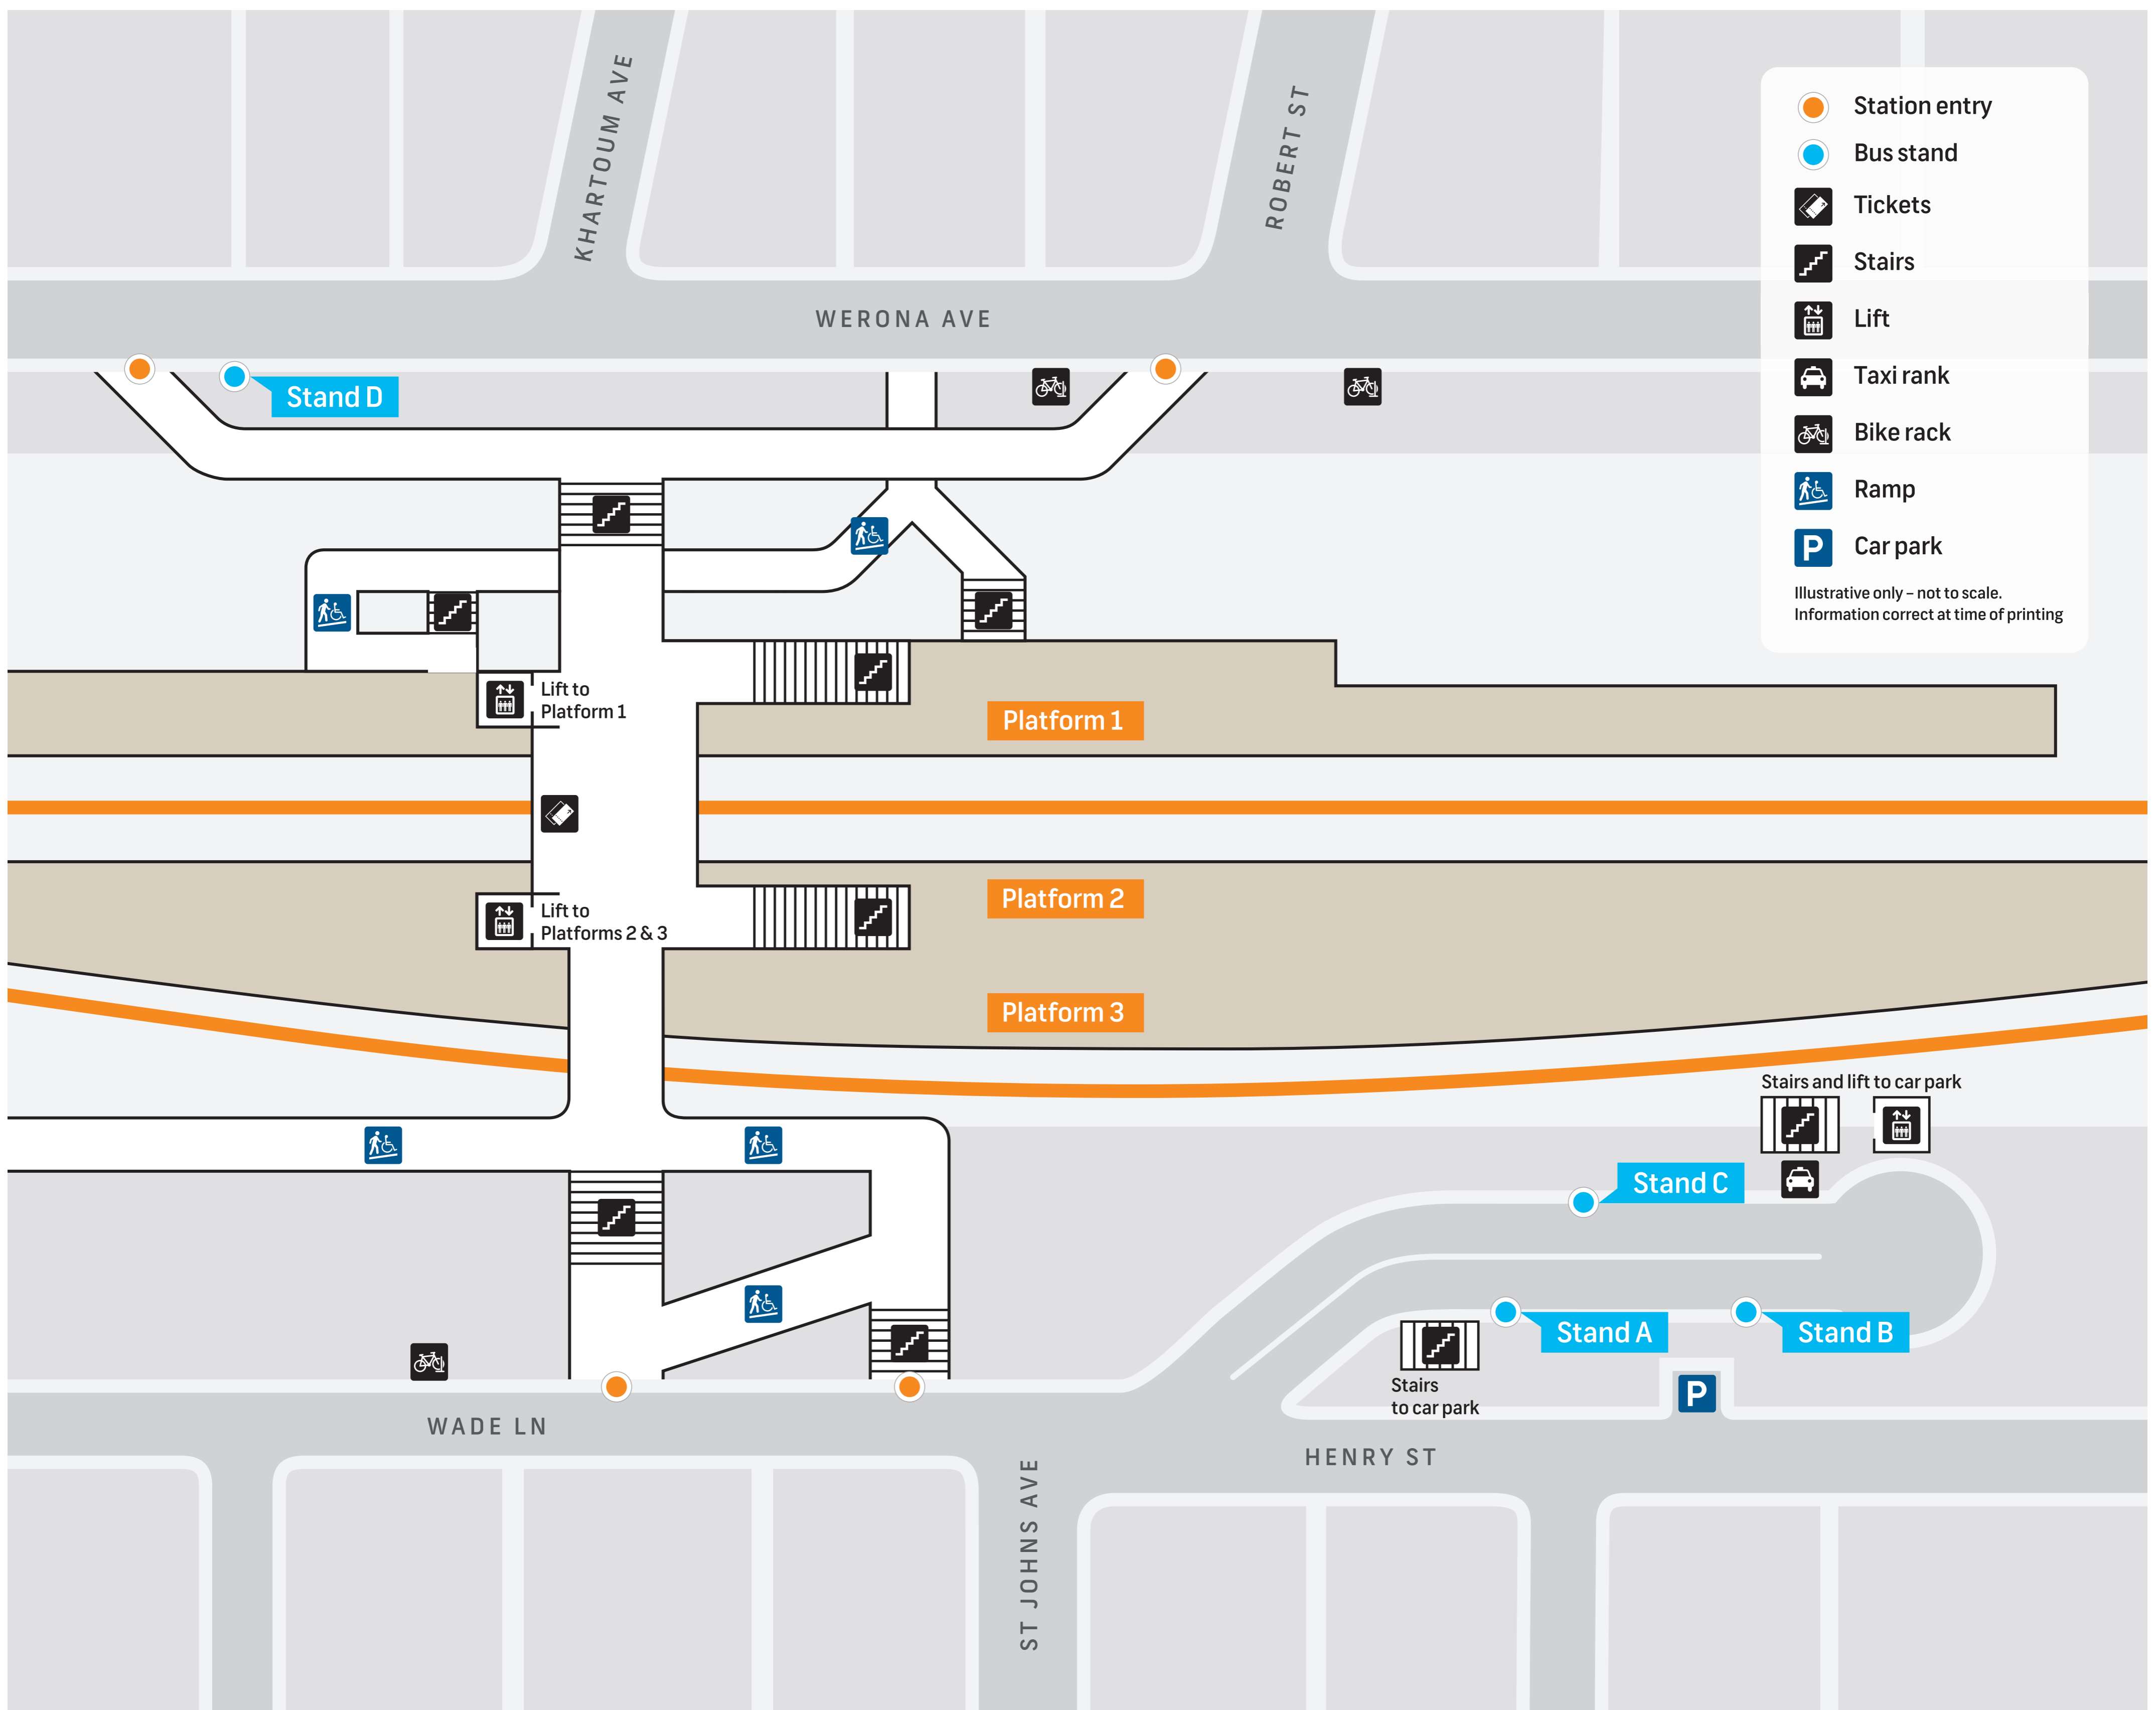 KHARTOUM AVE
ROBERT ST
Station entry
Bus stand
Tickets
Stairs
Lift
Taxi rank
Bike rack
Ramp
P
Car park
Illustrative only – not to scale.
Information correct at time of printing
WERONA AVE
Stand D
Lift to
Platform 1
Platform 1
Lift to
Platforms 2 & 3
Platform 2
Platform 3
Stairs and lift to car park
Stand C
Stand A
Stand B
Stairs
to car park
P
WADE LN
HENRY ST
ST JOHNS AVE